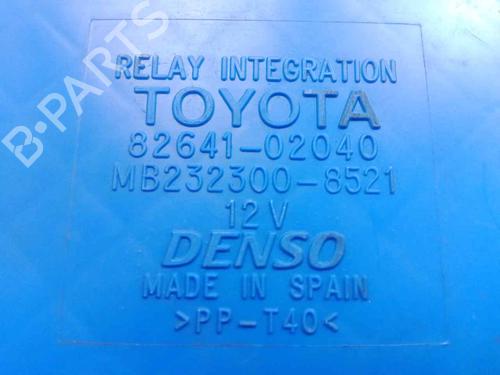 B-PARTS
RELAY INTEGRATION
TOYOTA
82641-02040
MB232300-8521
12V
DENSO
MADE IN SPAIN
>PP-T40<